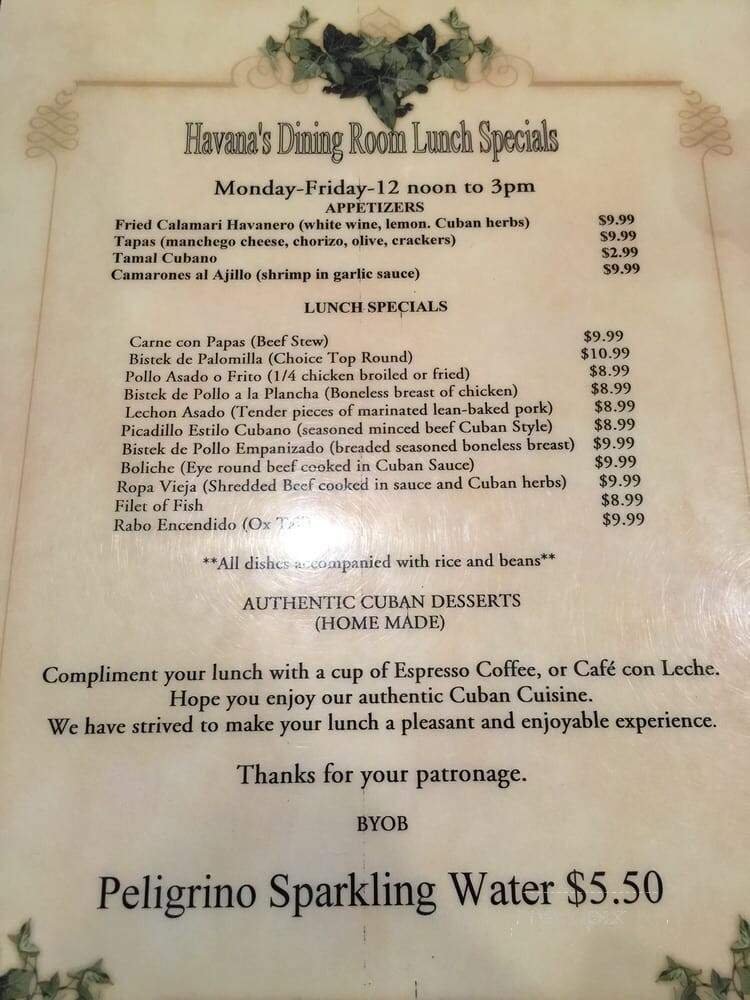 Havana's Dining Room Lunch Specials
Monday-Friday-12 noon to 3pm
APPETIZERS
Fried Calamari Havanero (white wine, lemon. Cuban herbs) $9.99
Tapas (manchego cheese, chorizo, olive, crackers) $9.99
Tamal Cubano $2.99
Camarones al Ajillo (shrimp in garlic sauce) $9.99
LUNCH SPECIALS
Carne con Papas (Beef Stew) $9.99
Bistek de Palomilla (Choice Top Round) $10.99
Pollo Asado o Frito (1/4 chicken broiled or fried) $8.99
Bistek de Pollo a la Plancha (Boneless breast of chicken) $8.99
Lechon Asado (Tender pieces of marinated lean-baked pork) $8.99
Picadillo Estilo Cubano (seasoned minced beef Cuban Style) $8.99
Bistek de Pollo Empanizado (breaded seasoned boneless breast) $9.99
Boliche (Eye round beef cooked in Cuban Sauce) $9.99
Ropa Vieja (Shredded Beef cooked in sauce and Cuban herbs) $9.99
Filet of Fish $8.99
Rabo Encendido (Ox $9.99
**All dishes accompanied with rice and beans**
AUTHENTIC CUBAN DESSERTS
(HOME MADE)
Compliment your lunch with a cup of Espresso Coffee, or Café con Leche.
Hope you enjoy our authentic Cuban Cuisine.
We have strived to make your lunch a pleasant and enjoyable experience.
Thanks for your patronage.
BYOB
Peligrino Sparkling Water $5.50